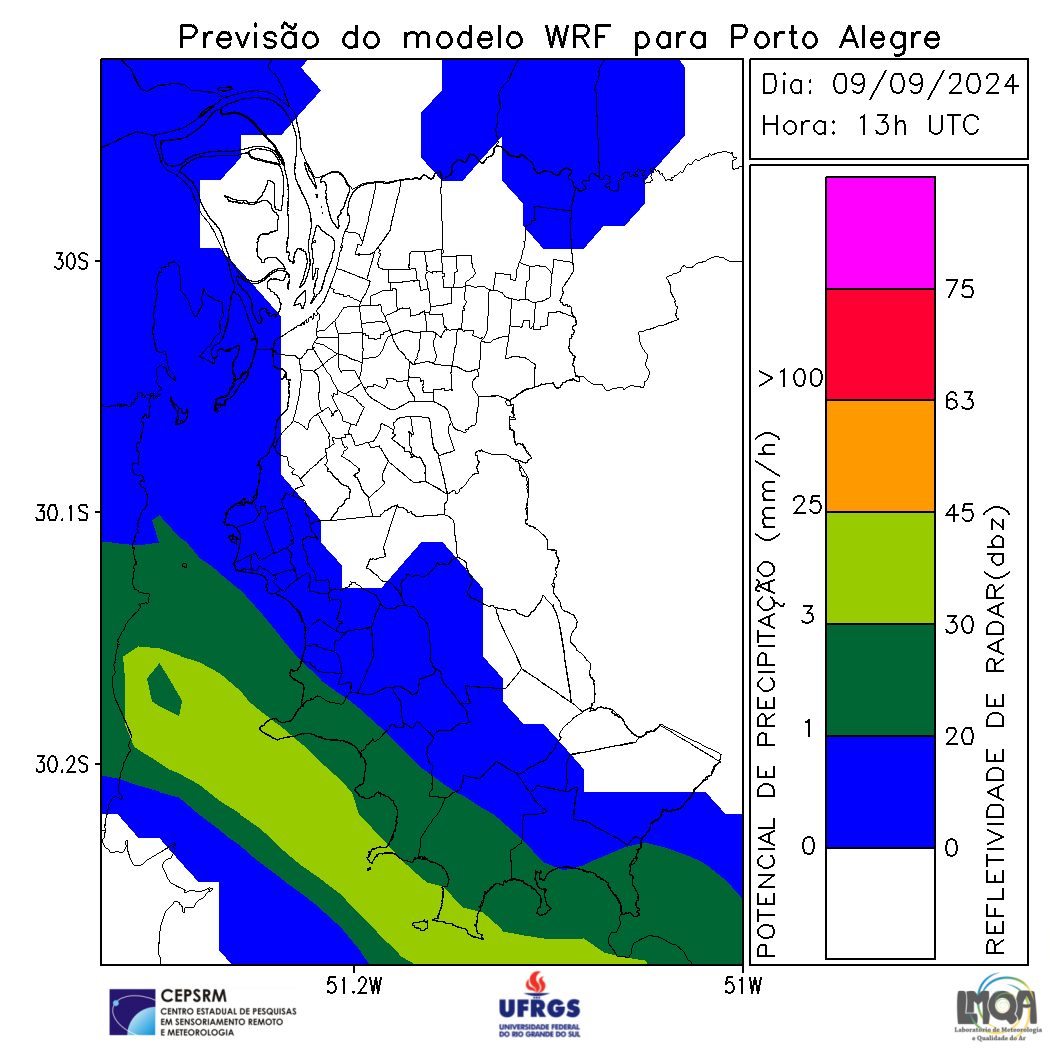 Previsão do modelo WRF para Porto Alegre
Dia: 09/09/2024
Hora: 13h UTC
30S
30.1S
30.2S
51.2W
51W
POTENCIAL DE PRECIPITAÇÃO (mm/h)
>100
25
3
1
0
75
63
45
30
20
0
REFLETIVIDADE DE RADAR(dbz)
CEPSRM
CENTRO ESTADUAL DE PESQUISAS
EM SENSORIAMENTO REMOTO
E METEOROLOGIA
UFRGS
UNIVERSIDADE FEDERAL
DO RIO GRANDE DO SUL
LMQA
Laboratório de Meteorologia
e Qualidade do Ar